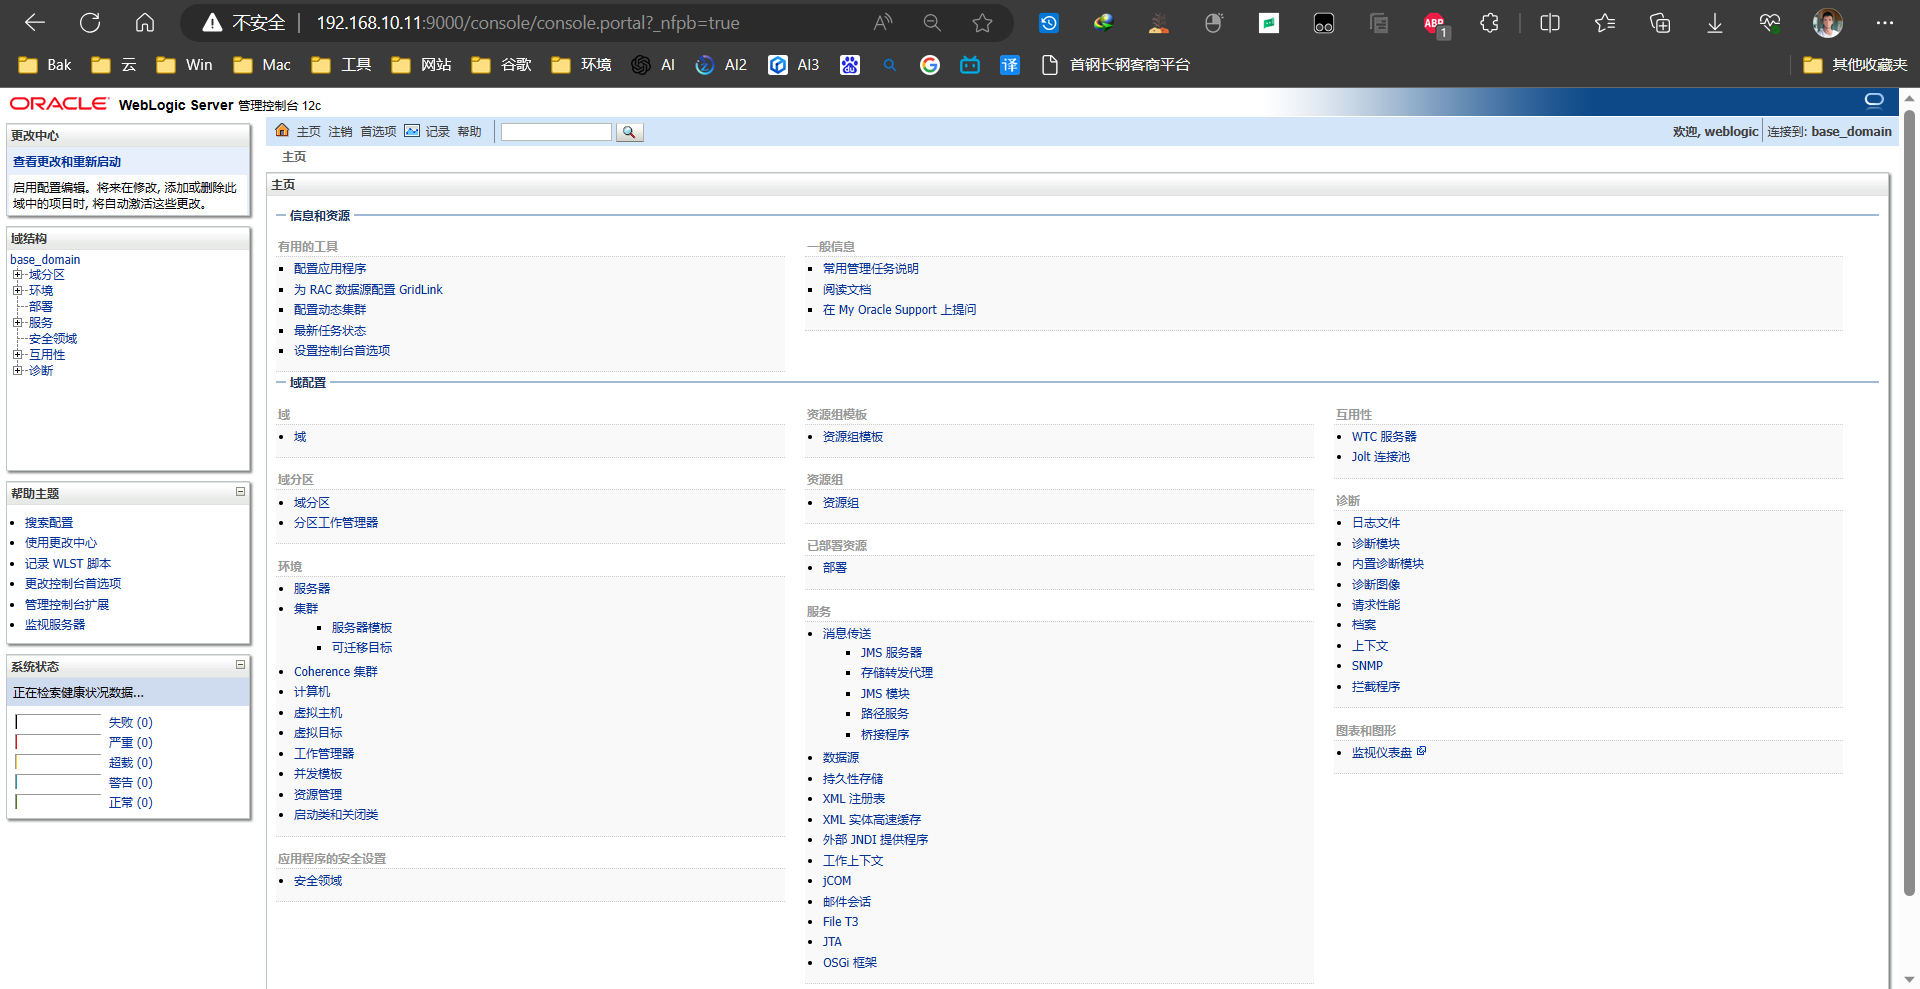 不安全 192.168.10.11:9000/console/console.portal?_nfpb=true
ABP
1
Bak 云 Win Mac 工具 网站 谷歌 环境 AI AI2 AI3 du 译 首钢长钢客商平台 其他收藏夹
ORACLE WebLogic Server 管理控制台 12c
更改中心
查看更改和重新启动
启用配置编辑。将来在修改, 添加或删除此
域中的项目时, 将自动激活这些更改。
域结构
base_domain
域分区
环境
部署
服务
安全领域
互用性
诊断
帮助主题
搜索配置
使用更改中心
记录 WLST 脚本
更改控制台首选项
管理控制台扩展
监视服务器
系统状态
正在检索健康状况数据...
失败 (0)
严重 (0)
超载 (0)
警告 (0)
正常 (0)
主页 注销 首选项 记录 帮助
欢迎, weblogic 连接到: base_domain
主页
主页
信息和资源
有用的工具
配置应用程序
为 RAC 数据源配置 GridLink
配置动态集群
最新任务状态
设置控制台首选项
一般信息
常用管理任务说明
阅读文档
在 My Oracle Support 上提问
域配置
域
域
域分区
域分区
分区工作管理器
环境
服务器
集群
服务器模板
可迁移目标
Coherence 集群
计算机
虚拟主机
虚拟目标
工作管理器
并发模板
资源管理
启动类和关闭类
应用程序的安全设置
安全领域
资源组模板
资源组模板
资源组
资源组
已部署资源
部署
服务
消息传送
JMS 服务器
存储转发代理
JMS 模块
路径服务
桥接程序
数据源
持久性存储
XML 注册表
XML 实体高速缓存
外部 JNDI 提供程序
工作上下文
jCOM
邮件会话
File T3
JTA
OSGi 框架
互用性
WTC 服务器
Jolt 连接池
诊断
日志文件
诊断模块
内置诊断模块
诊断图像
请求性能
档案
上下文
SNMP
拦截程序
图表和图形
监视仪表盘